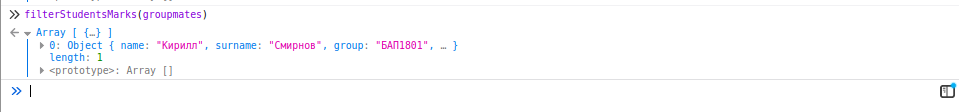 filterStudentsMarks(groupmates)
Array [ {…} ]
0: Object { name: "Кирилл", surname: "Смирнов", group: "БАП1801", … }
length: 1
<prototype>: Array []